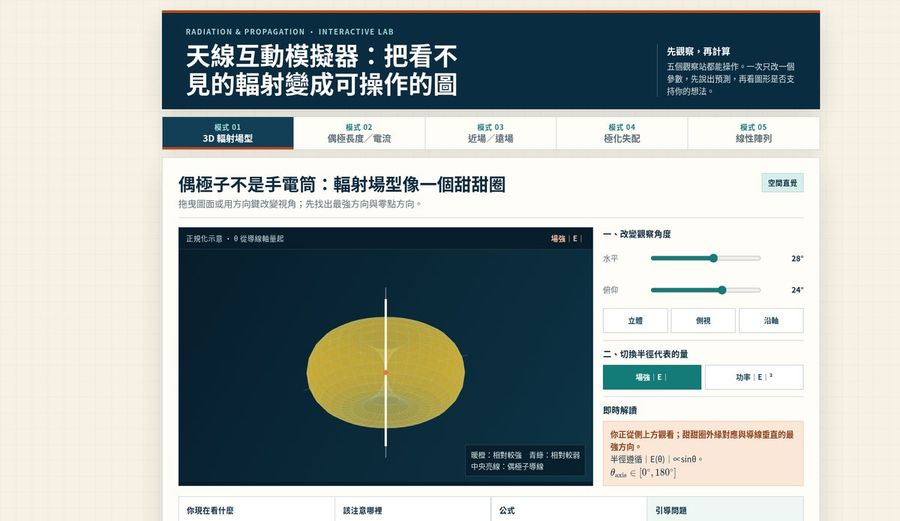 RADIATION & PROPAGATION • INTERACTIVE LAB
天線互動模擬器：把看不
見的輻射變成可操作的圖
先觀察，再計算
五個觀察站都能操作。一次只改一個
參數，先說出預測，再看圖形是否支
持你的想法。
模式 01
3D 輻射場型
模式 02
偶極長度／電流
模式 03
近場／遠場
模式 04
極化失配
模式 05
線性陣列
偶極子不是手電筒：輻射場型像一個甜甜圈
拖曳圖面或用方向鍵改變視角；先找出最強方向與零點方向。
空間直覺
正規化示意 · θ 從導線軸量起
場強｜E｜
暖橙：相對較強 青綠：相對較弱
中央亮線：偶極子導線
一、改變觀察角度
水平
28°
俯仰
24°
立體
側視
沿軸
二、切換半徑代表的量
場強｜E｜
功率｜E｜²
即時解讀
你正從側上方觀看；甜甜圈外緣對應與導線垂直的最
強方向。
半徑遵循｜E(θ)｜∝sinθ。
θaxis ∈ [0°, 180°]
你現在看什麼
該注意哪裡
公式
引導問題